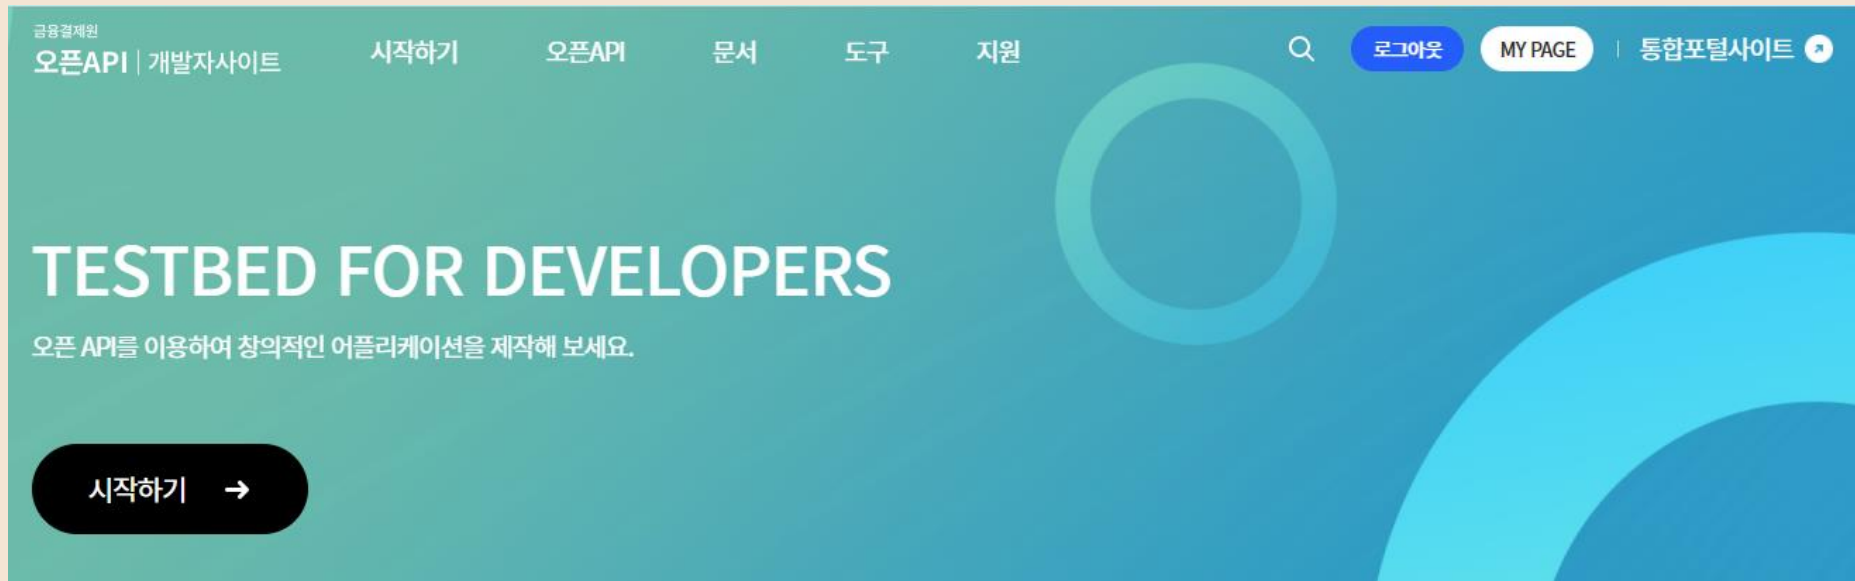 금융결제원
오픈API | 개발자사이트
시작하기
오픈API
문서
도구
지원
로그아웃
MY PAGE
통합포털사이트
TESTBED FOR DEVELOPERS
오픈 API를 이용하여 창의적인 어플리케이션을 제작해 보세요.
시작하기 →